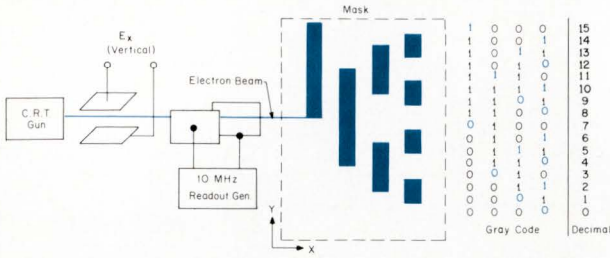 Mask
Ex
(Vertical)
Electron Beam
C.R.T.
Gun
10 MHz
Readout Gen.
Y
X
1 0 0 0 15
1 0 0 1 14
1 0 1 1 13
1 0 1 0 12
1 1 1 0 11
1 1 1 1 10
1 1 0 1 9
1 1 0 0 8
0 1 0 0 7
0 1 0 1 6
0 1 1 1 5
0 1 1 0 4
0 0 1 0 3
0 0 1 1 2
0 0 0 1 1
0 0 0 0 0
Gray Code Decimal